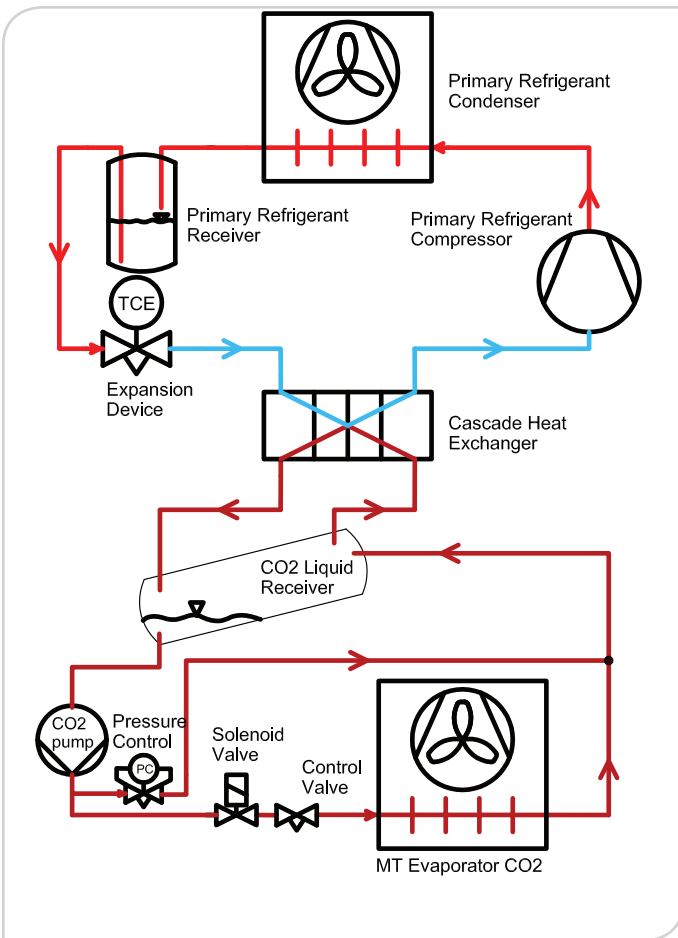 Primary Refrigerant
Condenser
Primary Refrigerant
Receiver
Primary Refrigerant
Compressor
TCE
Expansion
Device
Cascade Heat
Exchanger
CO2 Liquid
Receiver
CO2
pump
Pressure
Control
PC
Solenoid
Valve
Control
Valve
MT Evaporator CO2